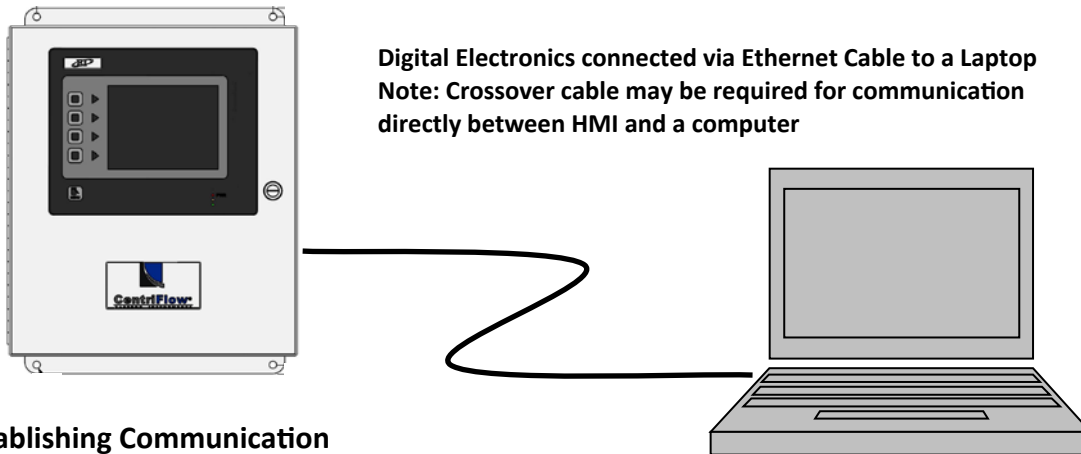 Digital Electronics connected via Ethernet Cable to a Laptop
Note: Crossover cable may be required for communication
directly between HMI and a computer
CentriFlow
ablishing Communication